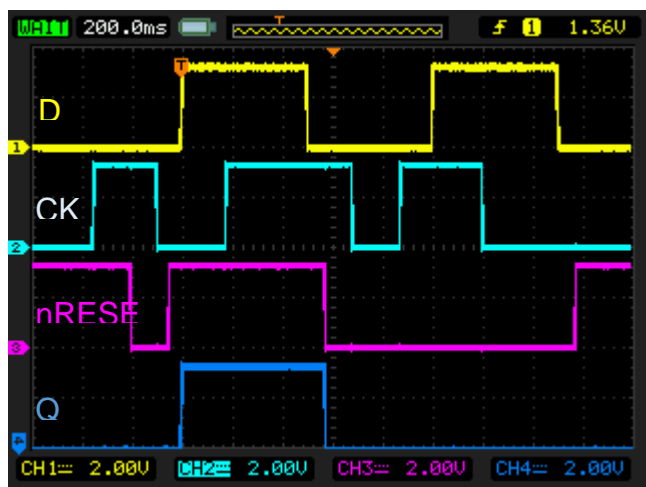 WAIT 200.0ms T f 1 1.36V
T
D
1
CK
2
nRESE
3
Q
4
CH1 2.00V CH2 2.00V CH3 2.00V CH4 2.00V